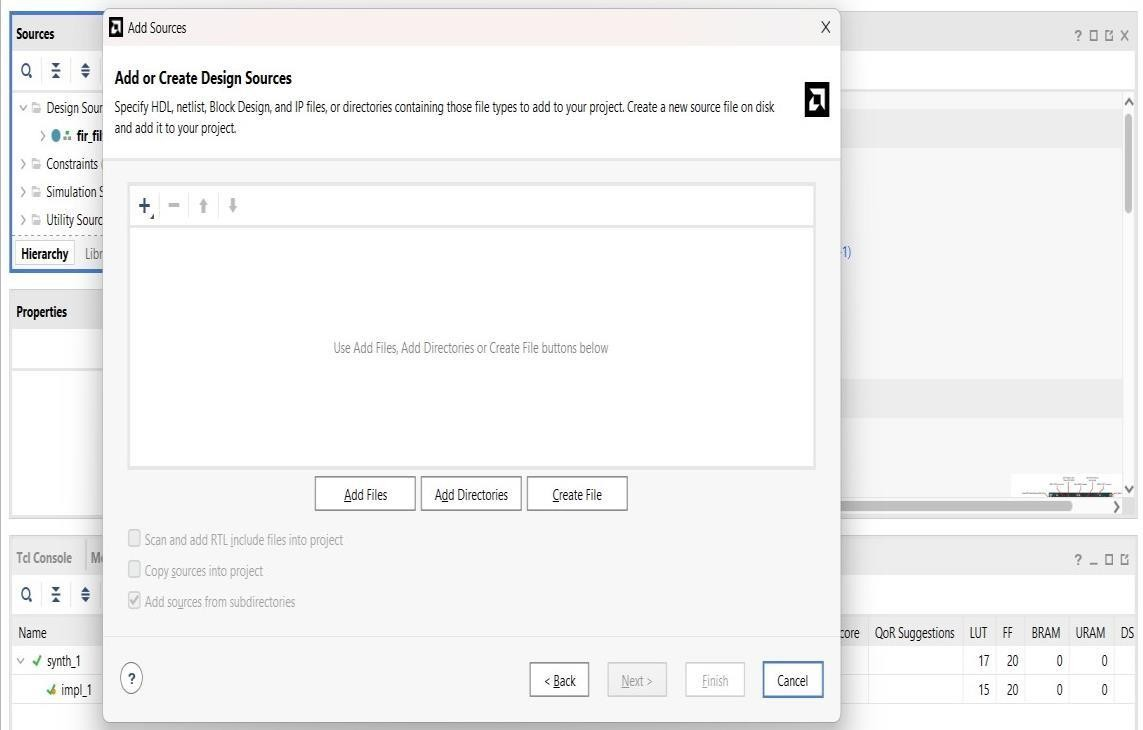 Sources
Add Sources
X
? X
Add or Create Design Sources
Specify HDL, netlist, Block Design, and IP files, or directories containing those file types to add to your project. Create a new source file on disk
and add it to your project.
Design Sour
fir_fil
Constraints
Simulation S
Utility Sourc
Hierarchy Libr
-1)
Properties
Use Add Files, Add Directories or Create File buttons below
Add Files Add Directories Create File
Scan and add RTL include files into project
Copy sources into project
Add sources from subdirectories
Tcl Console M
?
Name
core QoR Suggestions LUT FF BRAM URAM DS
synth_1 17 20 0 0
impl_1 15 20 0 0
? < Back Next > Finish Cancel